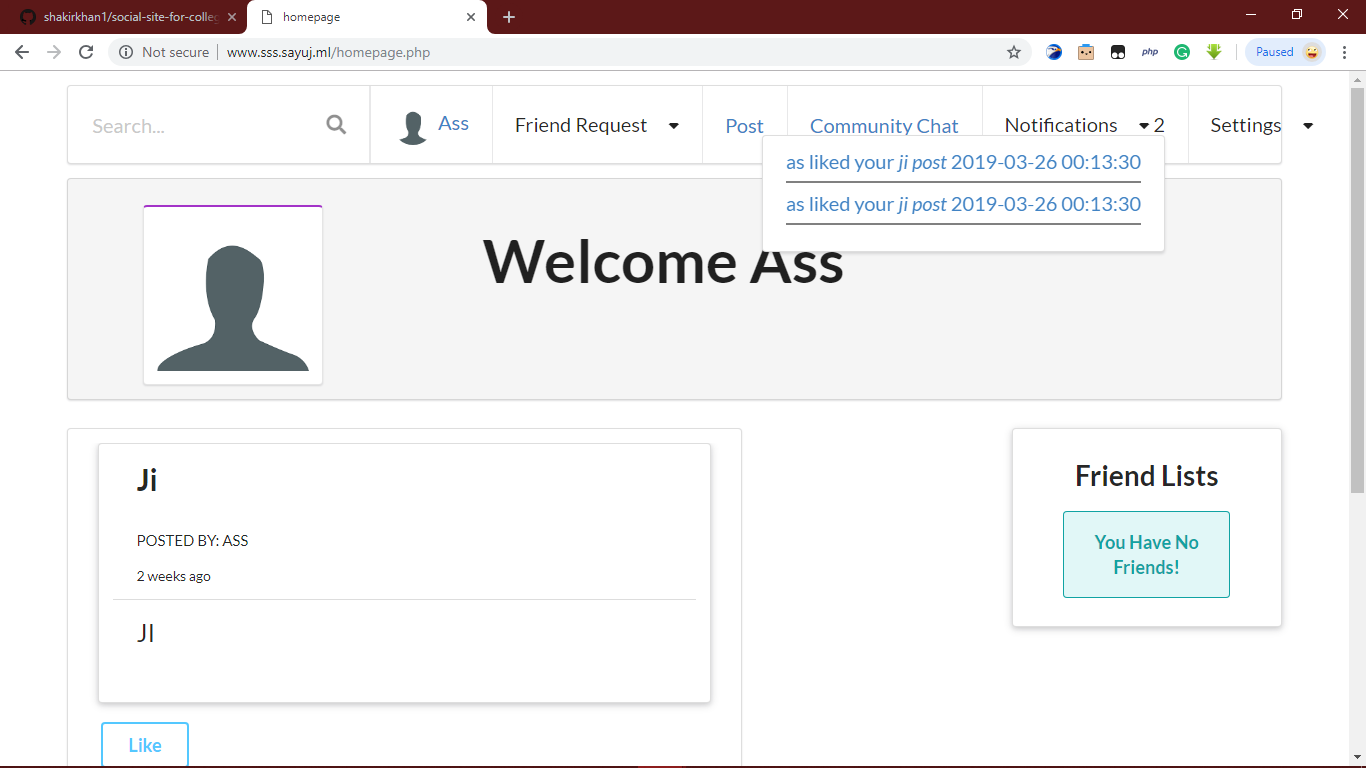 shakirkhan1/social-site-for-colleg
homepage
Not secure
www.sss.sayuj.ml/homepage.php
php
Paused
Search...
Ass
Friend Request
Post
Community Chat
Notifications
2
Settings
as liked your ji post 2019-03-26 00:13:30
as liked your ji post 2019-03-26 00:13:30
Welcome Ass
Ji
POSTED BY: ASS
2 weeks ago
JI
Like
Friend Lists
You Have No
Friends!